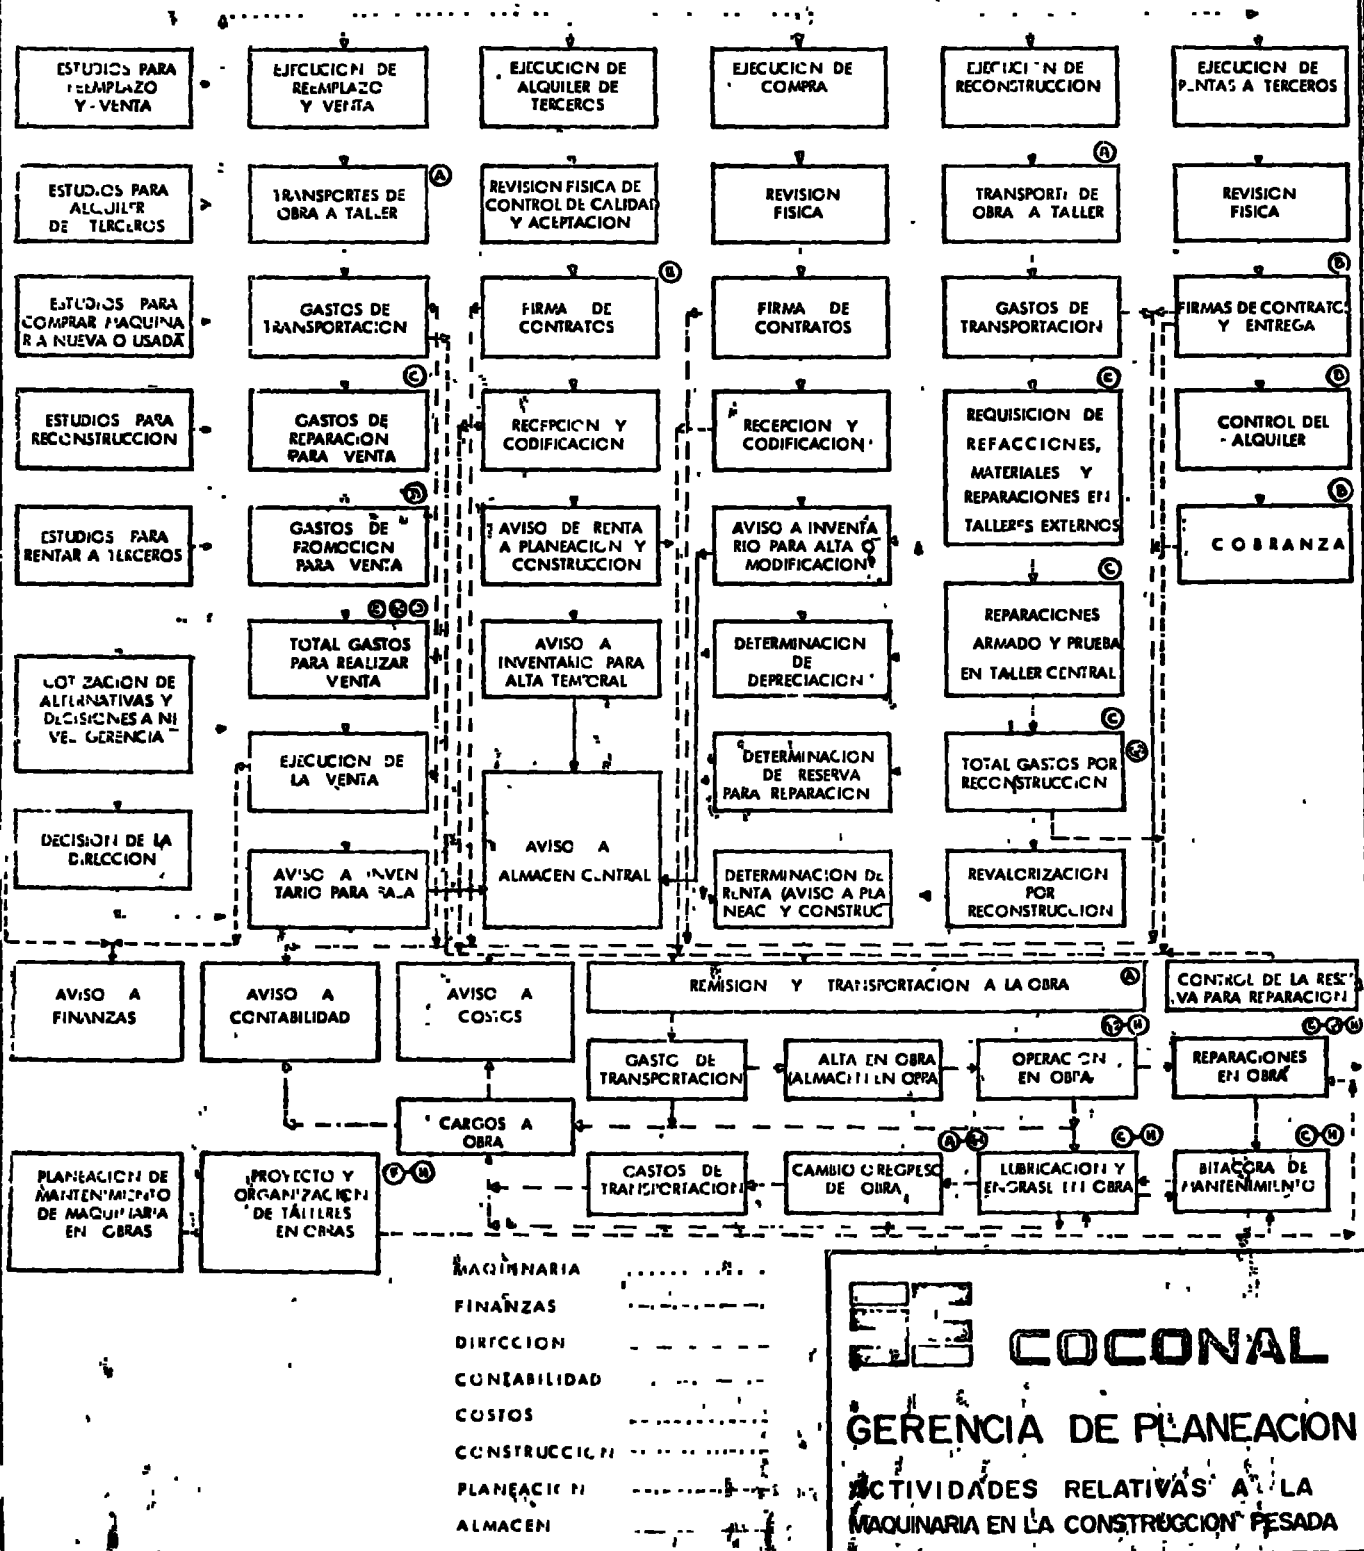 ESTUDIOS PARA
REEMPLAZO
Y - VENTA
EJECUCION DE
REEMPLAZO
Y VENTA
EJECUCION DE
ALQUILER DE
TERCEROS
EJECUCION DE
COMPRA
EJECUCION DE
RECONSTRUCCION
EJECUCION DE
RENTAS A TERCEROS
ESTUDIOS PARA
ALQUILER
DE TERCEROS
TRANSPORTES DE
OBRA A TALLER
A
REVISION FISICA DE
CONTROL DE CALIDAD
Y ACEPTACION
REVISION
FISICA
TRANSPORTE DE
OBRA A TALLER
A
REVISION
FISICA
ESTUDIOS PARA
COMPRAR MAQUINA
RIA NUEVA O USADA
GASTOS DE
TRANSPORTACION
FIRMA DE
CONTRATOS
B
FIRMA DE
CONTRATOS
GASTOS DE
TRANSPORTACION
FIRMAS DE CONTRATO
Y ENTREGA
B
ESTUDIOS PARA
RECONSTRUCCION
C
GASTOS DE
REPARACION
PARA VENTA
RECEPCION Y
CODIFICACION
RECEPCION Y
CODIFICACION
REQUISICION DE
REFACCIONES,
MATERIALES Y
REPARACIONES EN
TALLERES EXTERNOS
CONTROL DEL
ALQUILER
ESTUDIOS PARA
RENTAR A TERCEROS
GASTOS DE
PROMOCION
PARA VENTA
AVISO DE RENTA
A PLANEACION Y
CONSTRUCCION
AVISO A INVENTA
RIO PARA ALTA O
MODIFICACION
COBRANZA
TOTAL GASTOS
PARA REALIZAR
VENTA
AVISO A
INVENTARIO PARA
ALTA TEMPORAL
DETERMINACION
DE
DEPRECIACION
C
REPARACIONES
ARMADO Y PRUEBA
EN TALLER CENTRAL
COTIZACION DE
ALTERNATIVAS Y
DECISIONES A NI
VEL GERENCIA
EJECUCION DE
LA VENTA
DETERMINACION
DE RESERVA
PARA REPARACION
C
TOTAL GASTOS POR
RECONSTRUCCION
DECISION DE LA
DIRECCION
AVISO A INVEN
TARIO PARA
AVISO A
ALMACEN CENTRAL
DETERMINACION DE
RENTA (AVISO A PLA
NEAC Y CONSTRUC
REVALORIZACION
POR
RECONSTRUCCION
AVISO A
FINANZAS
AVISO A
CONTABILIDAD
AVISO A
COSTOS
REMISION Y TRANSPORTACION A LA OBRA
A
CONTROL DE LA RESER
VA PARA REPARACION
GASTO DE
TRANSPORTACION
ALTA EN OBRA
(ALMACEN EN OBRA
OPERACION
EN OBRA
REPARACIONES
EN OBRA
CARGOS A
OBRA
PLANEACION DE
MANTENIMIENTO
DE MAQUINARIA
EN OBRAS
PROYECTO Y
ORGANIZACION
DE TALLERES
EN OBRAS
F-H
GASTOS DE
TRANSPORTACION
CAMBIO O REGRESO
DE OBRA
LUBRICACION Y
ENGRASE EN OBRA
C-H
BITACORA DE
MANTENIMIENTO
C-H
MAQUINARIA
FINANZAS
DIRECCION
CONTABILIDAD
COSTOS
CONSTRUCCION
PLANEACION
ALMACEN
COCONAL
GERENCIA DE PLANEACION
ACTIVIDADES RELATIVAS A LA
MAQUINARIA EN LA CONSTRUCCION PESADA